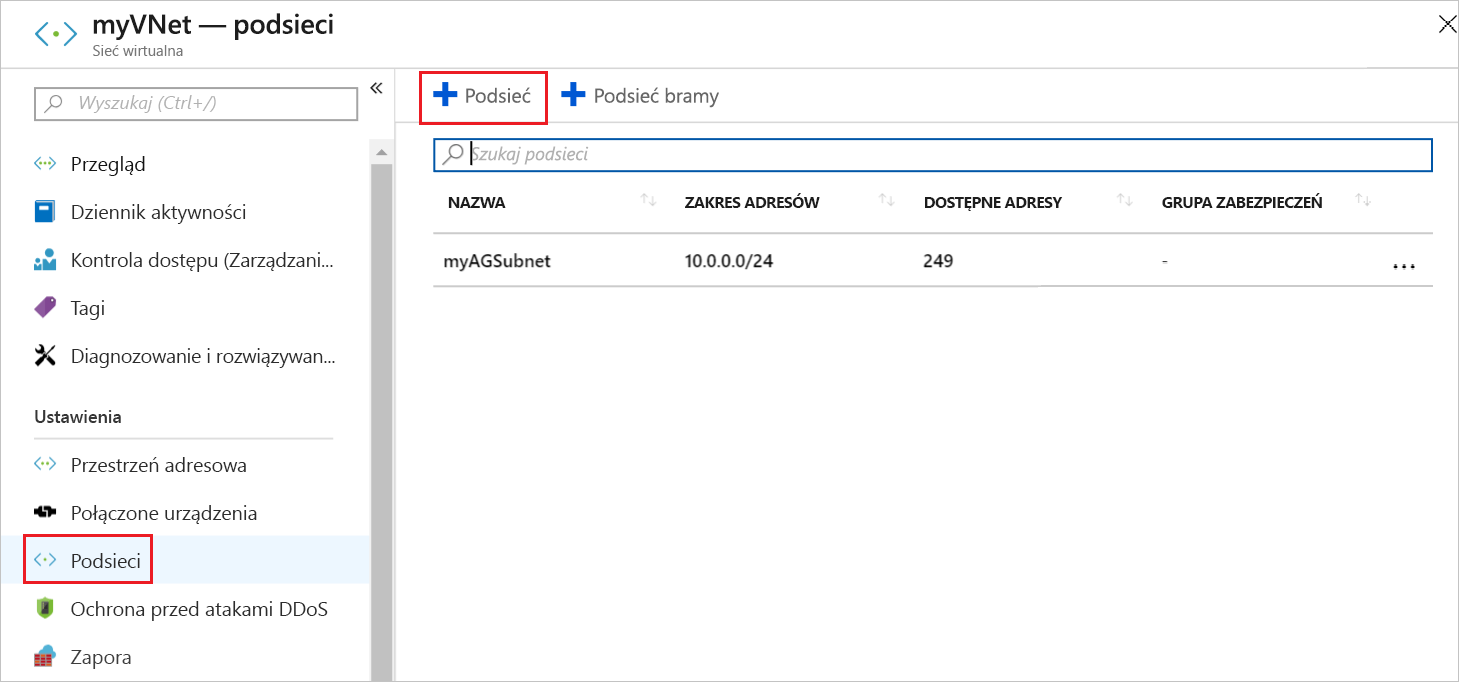 myVNet — podsieci
Sieć wirtualna
Wyszukaj (Ctrl+/)
Przegląd
Dziennik aktywności
Kontrola dostępu (Zarządzani...
Tagi
Diagnozowanie i rozwiązywan...
Ustawienia
Przestrzeń adresowa
Połączone urządzenia
Podsieci
Ochrona przed atakami DDoS
Zapora
Podsieć Podsieć bramy
Szukaj podsieci
NAZWA ZAKRES ADRESÓW DOSTĘPNE ADRESY GRUPA ZABEZPIECZEŃ
myAGSubnet 10.0.0.0/24 249 - ...